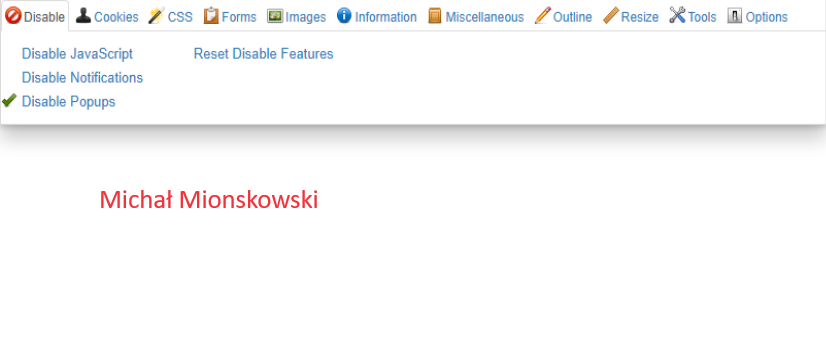 Disable Cookies CSS Forms Images Information Miscellaneous Outline Resize Tools Options
Disable JavaScript Reset Disable Features
Disable Notifications
Disable Popups
Michał Mionskowski